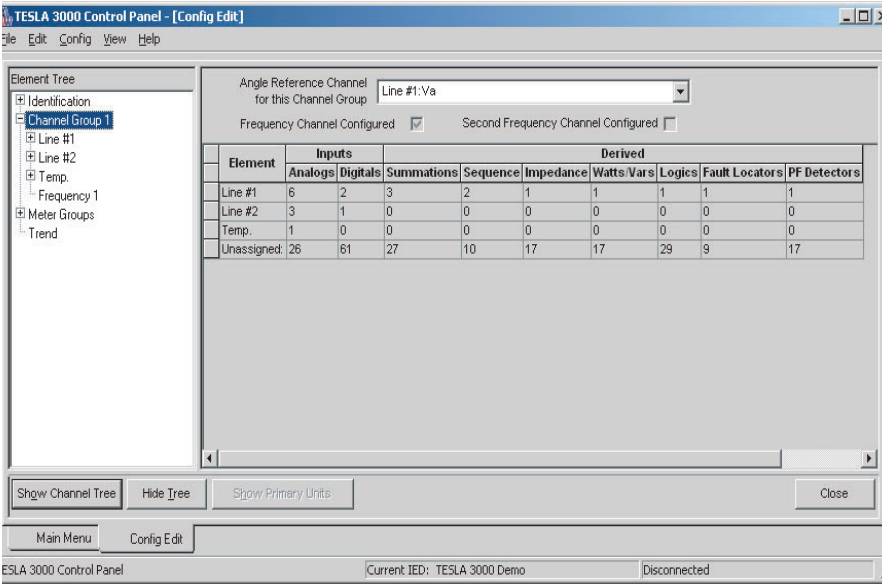 TESLA 3000 Control Panel - [Config Edit]
File Edit Config View Help
Element Tree
Identification
Channel Group 1
Line #1
Line #2
Temp.
Frequency 1
Meter Groups
Trend
Angle Reference Channel
for this Channel Group
Line #1:Va
Frequency Channel Configured
Second Frequency Channel Configured
Element Inputs Derived
Analogs Digitals Summations Sequence Impedance Watts/Vars Logics Fault Locators PF Detectors
Line #1 6 2 3 2 1 1 1 1 1
Line #2 3 1 0 0 0 0 0 0 0
Temp. 1 0 0 0 0 0 0 0 0
Unassigned: 26 61 27 10 17 17 29 9 17
Show Channel Tree Hide Tree Show Primary Units Close
Main Menu Config Edit
ESLA 3000 Control Panel Current IED: TESLA 3000 Demo Disconnected